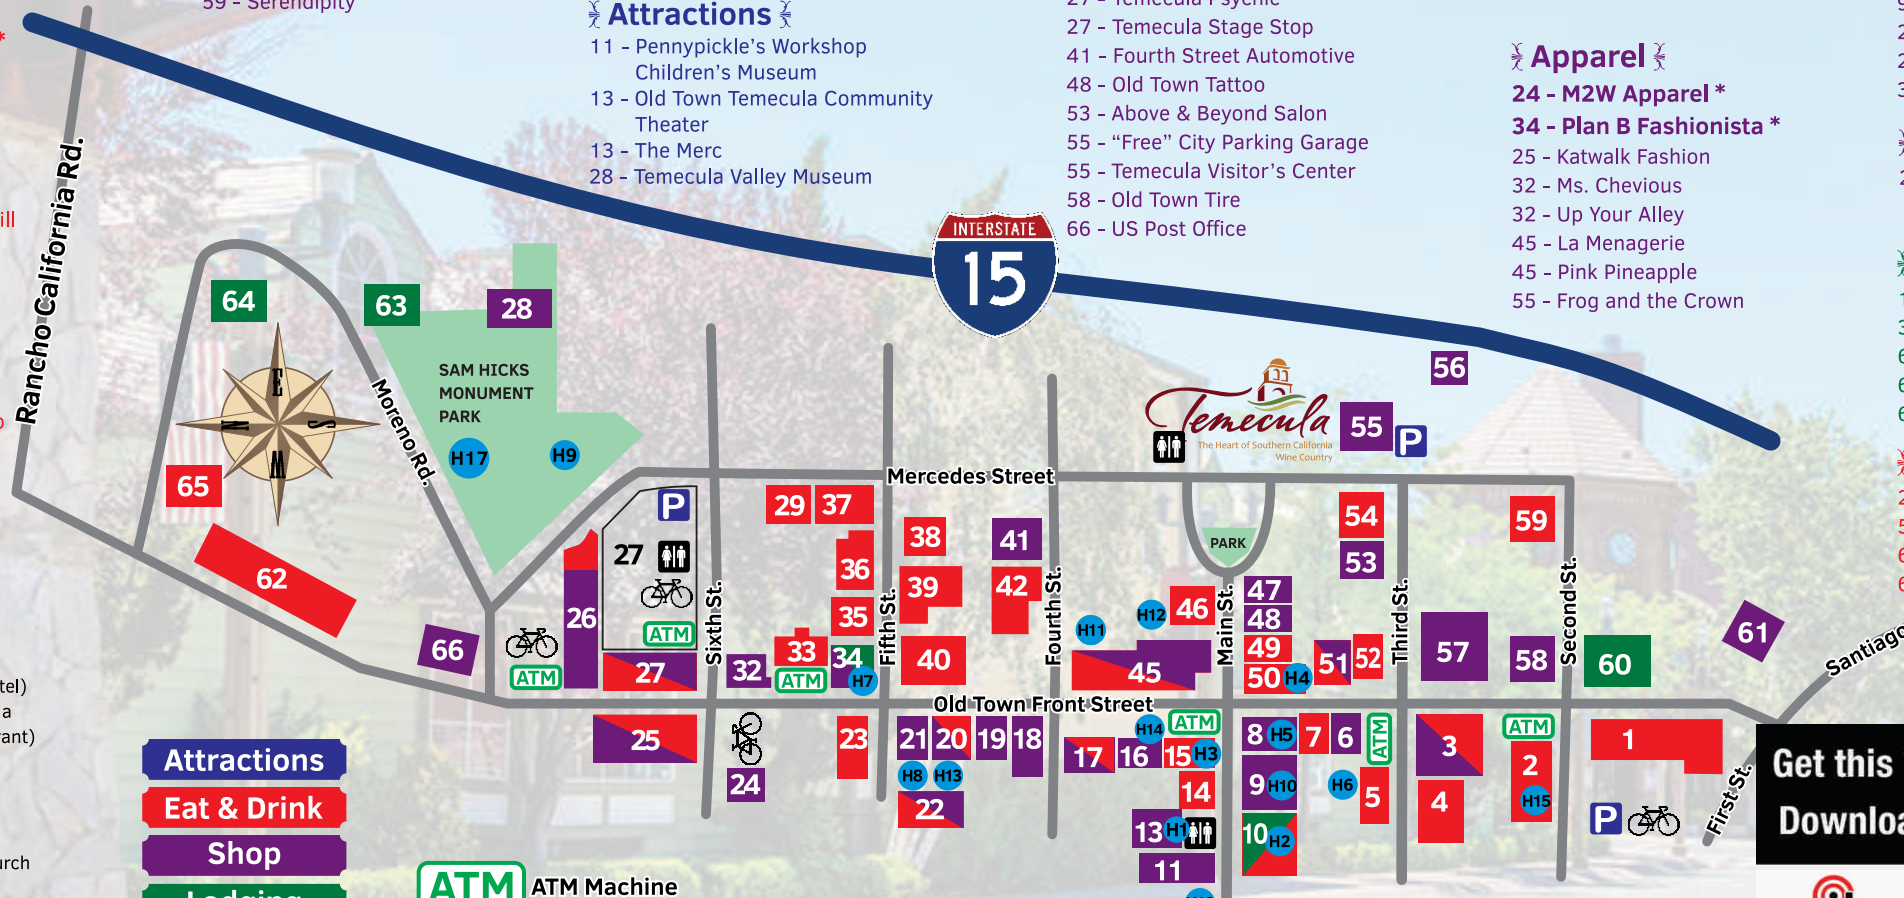 59 - Serendipity
*
ill
tel)
a
ant)
urch
Attractions
11 - Pennypickle's Workshop
Children's Museum
13 - Old Town Temecula Community
Theater
13 - The Merc
28 - Temecula Valley Museum
27 - Temecula Psychic
27 - Temecula Stage Stop
41 - Fourth Street Automotive
48 - Old Town Tattoo
53 - Above & Beyond Salon
55 - “Free” City Parking Garage
55 - Temecula Visitor's Center
58 - Old Town Tire
66 - US Post Office
Apparel
24 - M2W Apparel *
34 - Plan B Fashionista *
25 - Katwalk Fashion
32 - Ms. Chevious
32 - Up Your Alley
45 - La Menagerie
45 - Pink Pineapple
55 - Frog and the Crown
INTERSTATE
15
Rancho California Rd.
64
63
28
SAM HICKS
MONUMENT
PARK
H17
H9
Moreno Rd.
E
N
S
W
65
62
66
Temecula
The Heart of Southern California
Wine Country
56
55
P
Mercedes Street
P
27
ATM
26
ATM
27
Sixth St.
29
37
36
35
33
34
32
ATM
H7
Fifth St.
38
39
40
41
42
Fourth St.
H11
H12
46
45
PARK
Main St.
47
48
49
50
H4
51
52
54
53
Third St.
57
58
59
Second St.
60
61
Santiago
Old Town Front Street
25
24
23
21
20
19
18
H8
H13
22
17
16
15
H14
ATM
H3
14
13
H1
11
8
H5
7
6
ATM
9
H10
H6
5
10
H2
3
4
ATM
2
H15
1
P
First St.
Attractions
Eat & Drink
Shop
Lodging
ATM
ATM Machine
Get this
Downloa